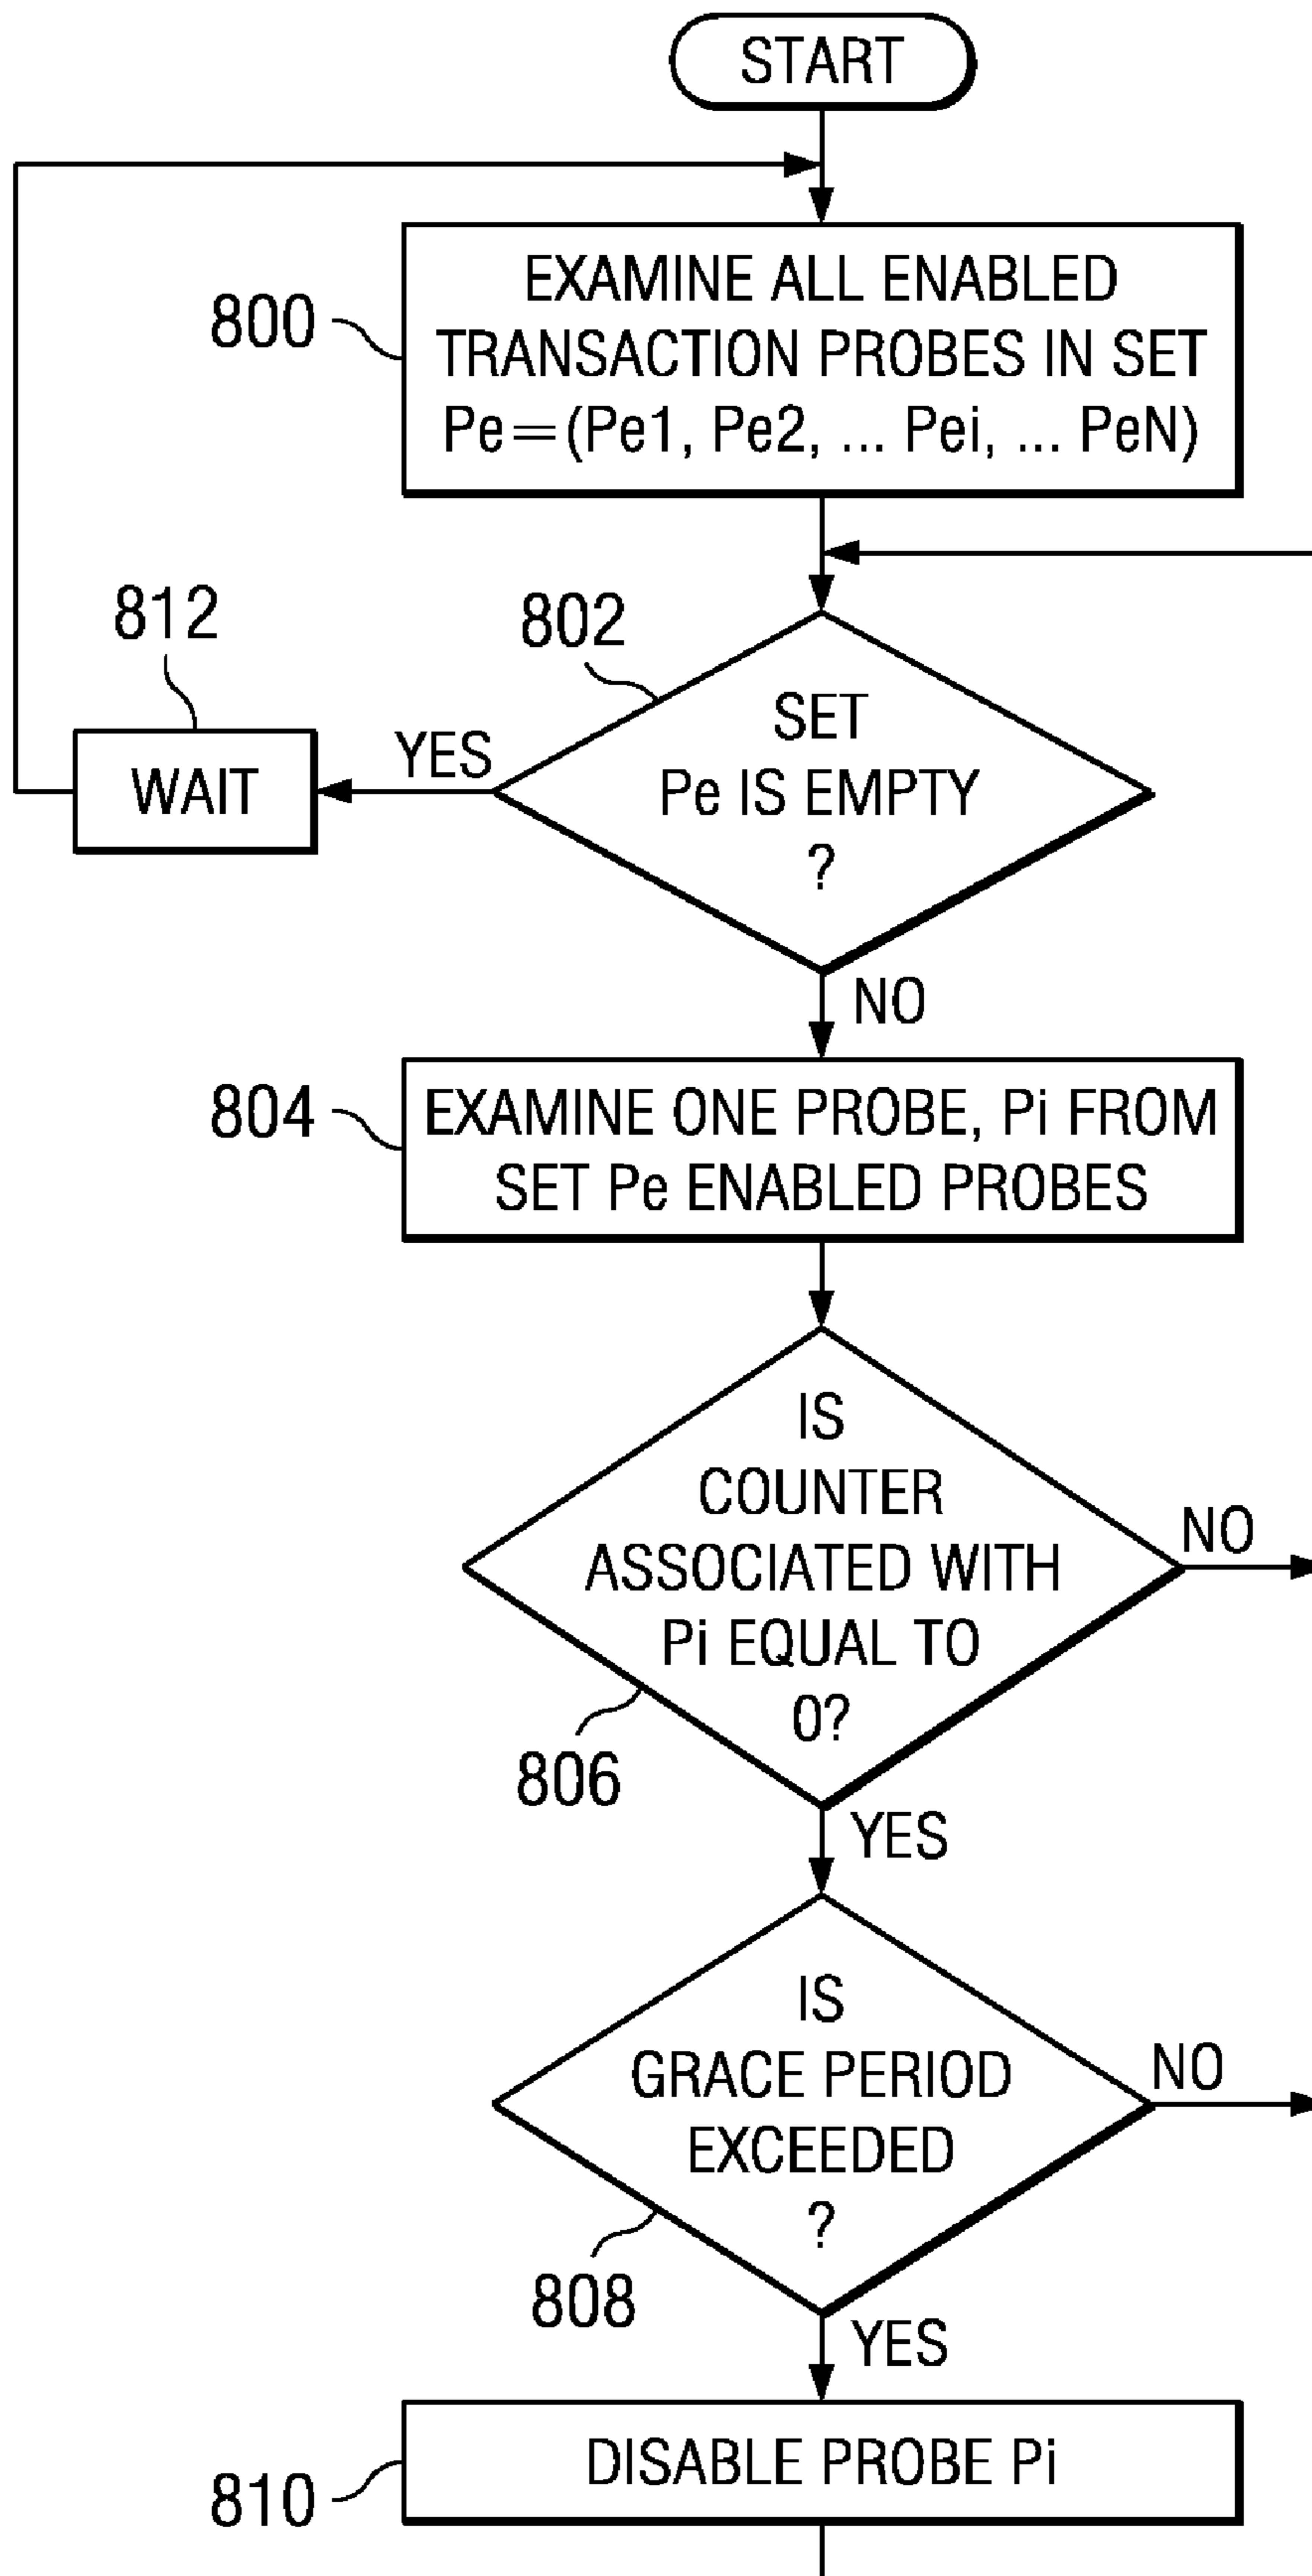 START
EXAMINE ALL ENABLED
TRANSACTION PROBES IN SET
Pe=(Pe1, Pe2, ... Pei, ... PeN)
800
812
802
SET
Pe IS EMPTY
?
YES
WAIT
NO
804
EXAMINE ONE PROBE, Pi FROM
SET Pe ENABLED PROBES
IS
COUNTER
ASSOCIATED WITH
Pi EQUAL TO
0?
NO
806
YES
IS
GRACE PERIOD
EXCEEDED
?
NO
808
YES
DISABLE PROBE Pi
810